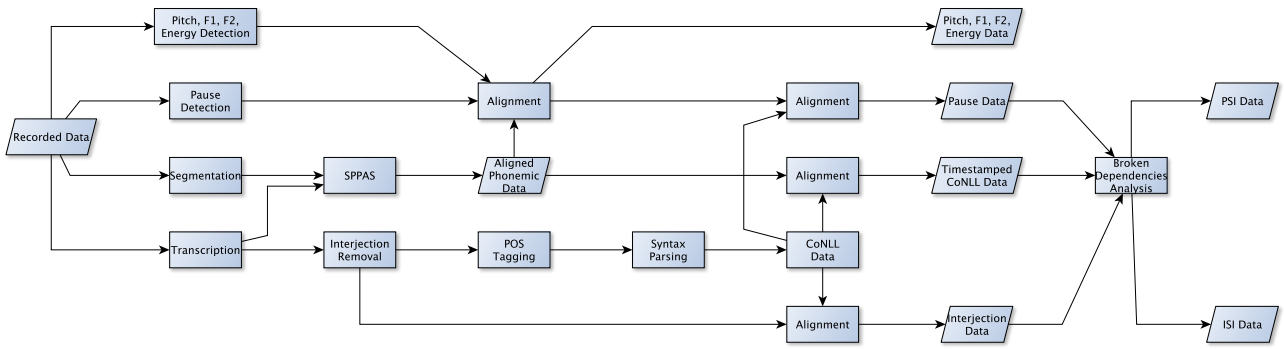 Pitch, F1, F2,
Energy Detection
Pitch, F1, F2,
Energy Data
Pause
Detection
Alignment
Alignment
Pause Data
PSI Data
Recorded Data
Segmentation
SPPAS
Aligned
Phonemic
Data
Alignment
Timestamped
CoNLL Data
Broken
Dependencies
Analysis
Transcription
Interjection
Removal
POS
Tagging
Syntax
Parsing
CoNLL
Data
Alignment
Interjection
Data
ISI Data